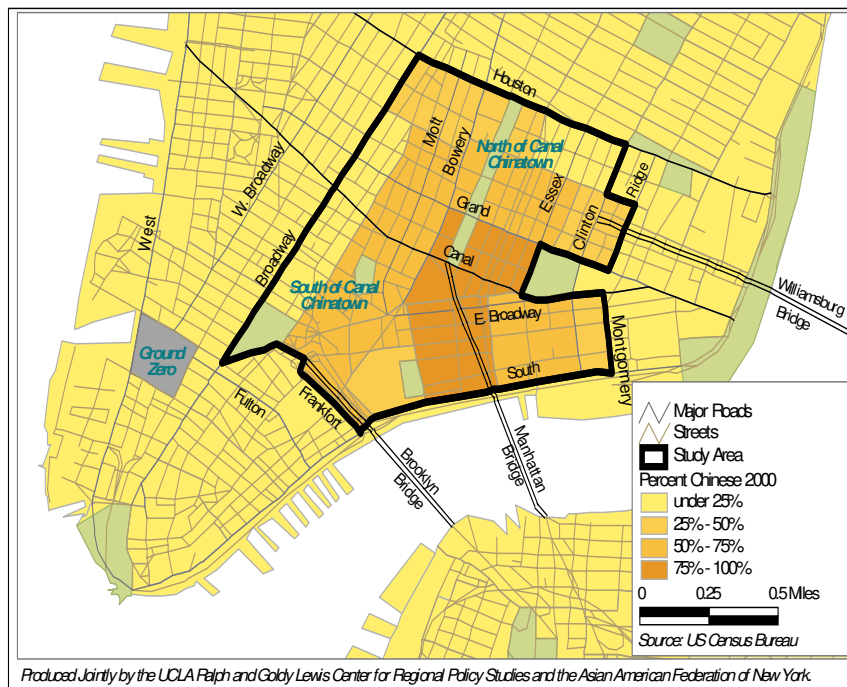 Houston
Mott
Bowery
North of Canal
Chinatown
Ridge
Essex
W. Broadway
Grand
Clinton
West
Broadway
Canal
South of Canal
Chinatown
E. Broadway
Williamsburg
Bridge
Montgomery
Ground
Zero
South
Fulton
Frankfort
Brooklyn
Bridge
Manhattan
Bridge
Major Roads
Streets
Study Area
Percent Chinese 2000
under 25%
25% - 50%
50% - 75%
75% - 100%
0 0.25 0.5 Miles
Source: US Census Bureau
Produced Jointly by the UCLA Ralph and Goldy Lewis Center for Regional Policy Studies and the Asian American Federation of New York.